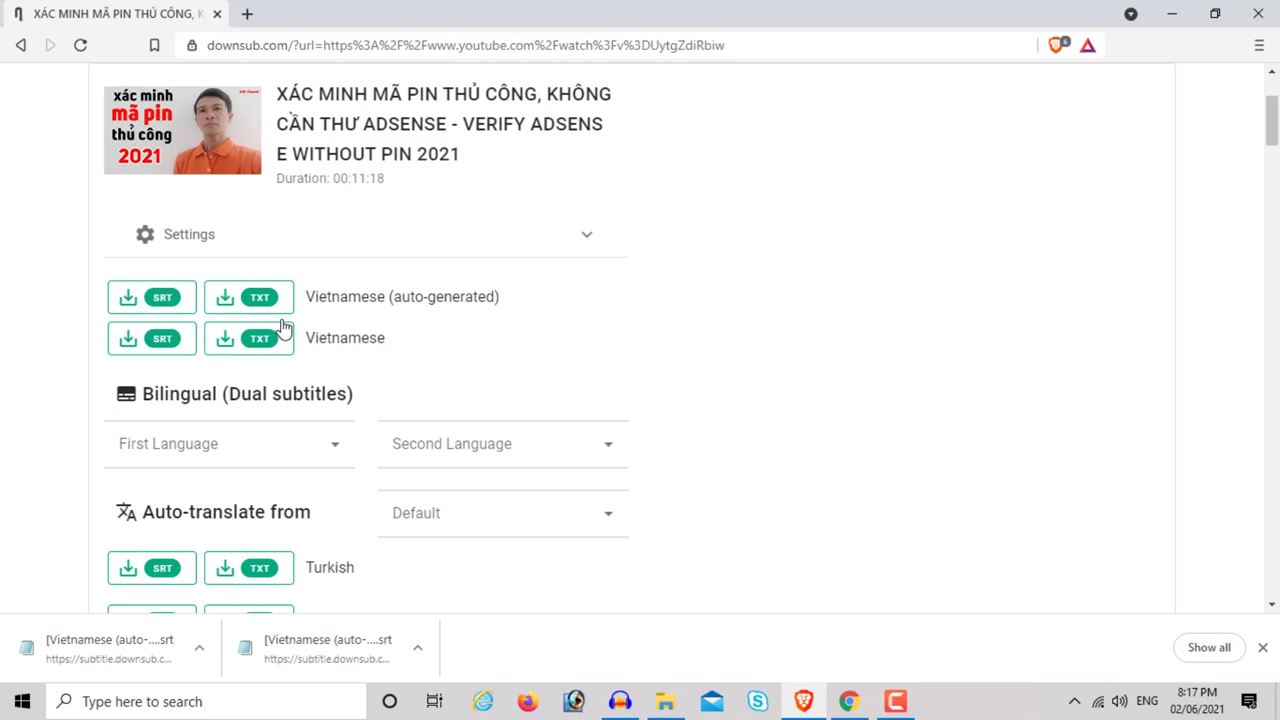 XÁC MINH MÃ PIN THỦ CÔNG, K
downsub.com/?url=https%3A%2F%2Fwww.youtube.com%2Fwatch%3Fv%3DUytgZdiRbiw
6
xác minh
mã pin
thủ công
2021
XÁC MINH MÃ PIN THỦ CÔNG, KHÔNG
CẦN THƯ ADSENSE - VERIFY ADSENS
E WITHOUT PIN 2021
Duration: 00:11:18
Settings
SRT TXT Vietnamese (auto-generated)
SRT TXT Vietnamese
Bilingual (Dual subtitles)
First Language Second Language
Auto-translate from Default
SRT TXT Turkish
[Vietnamese (auto-....srt [Vietnamese (auto-....srt Show all
https://subtitle.downsub.c... https://subtitle.downsub.c...
Type here to search
ENG
8:17 PM
02/06/2021